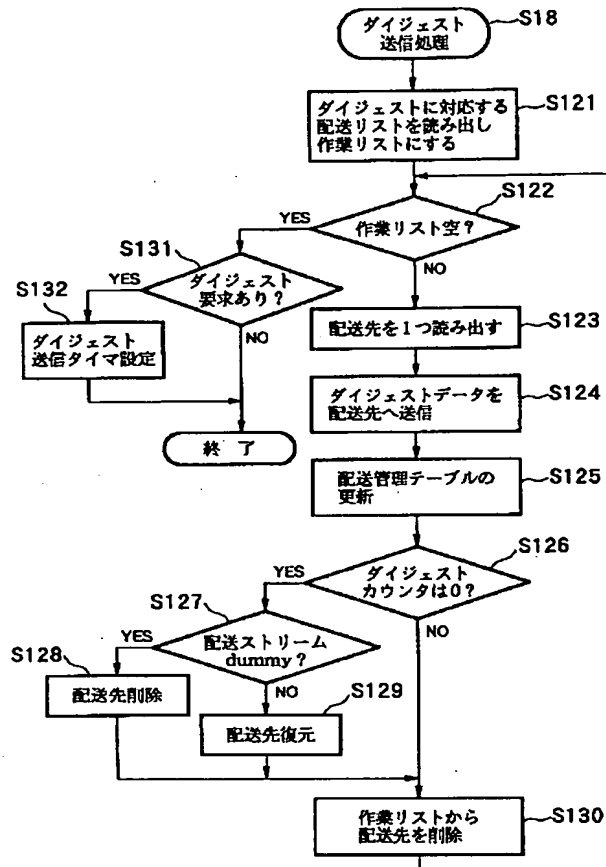 ダイジェスト
送信処理
S18
ダイジェストに対応する
配送リストを読み出し
作業リストにする
S121
作業リスト空?
S122
YES
NO
ダイジェスト
要求あり?
S131
YES
NO
ダイジェスト
送信タイマ設定
S132
終了
配送先を1つ読み出す
S123
ダイジェストデータを
配送先へ送信
S124
配送管理テーブルの
更新
S125
ダイジェスト
カウンタは0?
S126
YES
NO
配送ストリーム
dummy?
S127
YES
NO
配送先削除
S128
配送先復元
S129
作業リストから
配送先を削除
S130